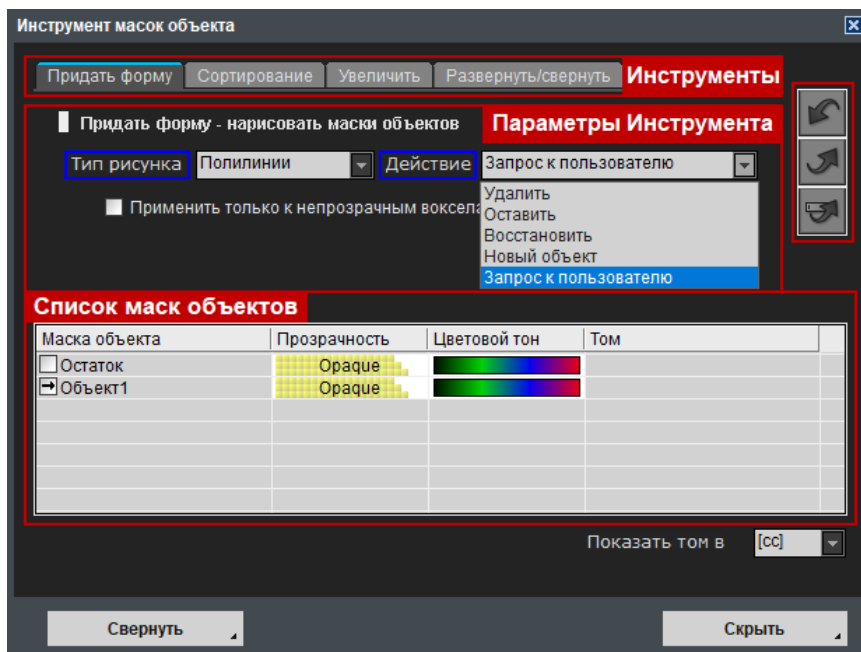 Инструмент масок объекта
Придать форму Сортирование Увеличить Развернуть/свернуть Инструменты
Придать форму - нарисовать маски объектов Параметры Инструмента
Тип рисунка Полилинии Действие Запрос к пользователю
Применить только к непрозрачным вокселa
Удалить
Оставить
Восстановить
Новый объект
Запрос к пользователю
Список маск объектов
Маска объекта Прозрачность Цветовой тон Том
Остаток Opaque
Объект1 Opaque
Показать том в [cc]
Свернуть Скрыть